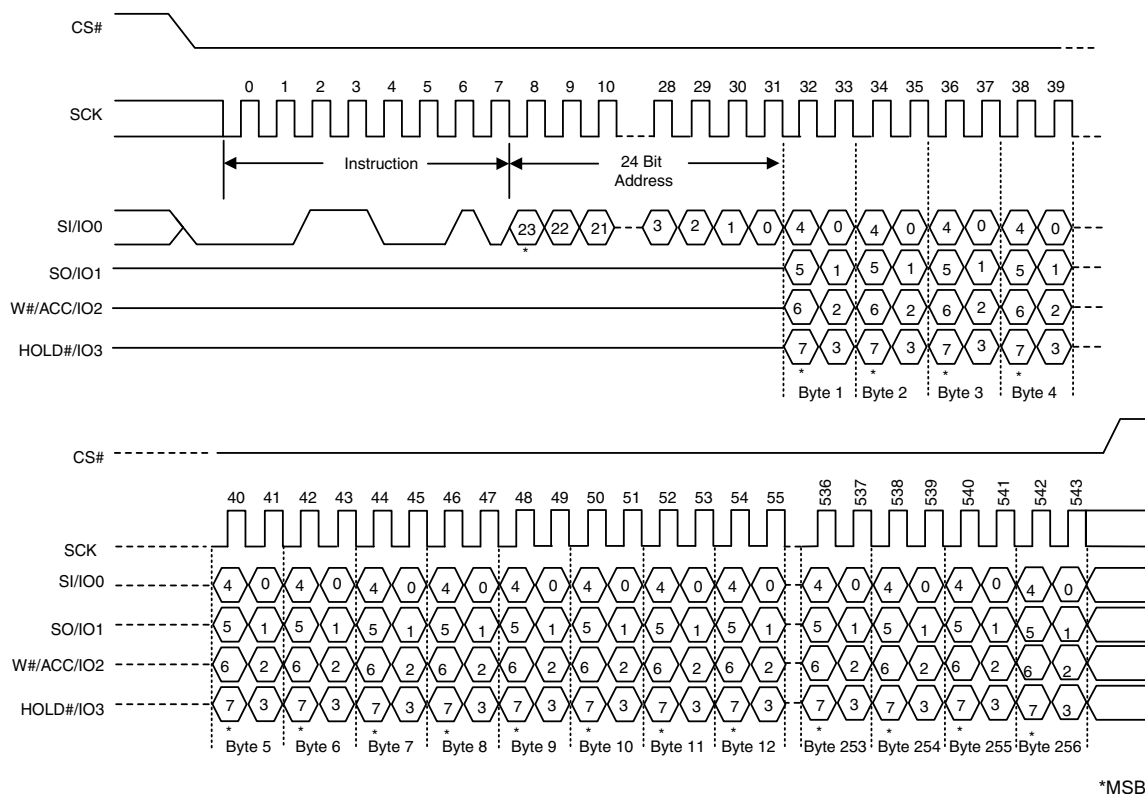 CS#
0 1 2 3 4 5 6 7 8 9 10 28 29 30 31 32 33 34 35 36 37 38 39
SCK
Instruction
24 Bit
Address
SI/IO0 23 22 21 3 2 1 0 4 0 4 0 4 0 4 0
*
SO/IO1 5 1 5 1 5 1 5 1
W#/ACC/IO2 6 2 6 2 6 2 6 2
HOLD#/IO3 7 3 7 3 7 3 7 3
* * * *
Byte 1 Byte 2 Byte 3 Byte 4
CS#
40 41 42 43 44 45 46 47 48 49 50 51 52 53 54 55 536 537 538 539 540 541 542 543
SCK
SI/IO0 4 0 4 0 4 0 4 0 4 0 4 0 4 0 4 0 4 0 4 0 4 0 4 0
SO/IO1 5 1 5 1 5 1 5 1 5 1 5 1 5 1 5 1 5 1 5 1 5 1 5 1
W#/ACC/IO2 6 2 6 2 6 2 6 2 6 2 6 2 6 2 6 2 6 2 6 2 6 2 6 2
HOLD#/IO3 7 3 7 3 7 3 7 3 7 3 7 3 7 3 7 3 7 3 7 3 7 3 7 3
* * * * * * * * * * * *
Byte 5 Byte 6 Byte 7 Byte 8 Byte 9 Byte 10 Byte 11 Byte 12 Byte 253 Byte 254 Byte 255 Byte 256
*MSB